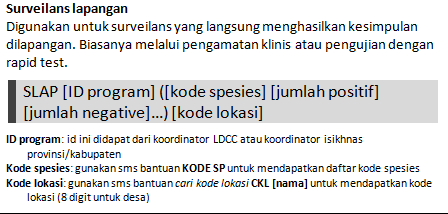 Surveilans lapangan
Digunakan untuk surveilans yang langsung menghasilkan kesimpulan
dilapangan. Biasanya melalui pengamatan klinis atau pengujian dengan
rapid test.
SLAP [ID program] ([kode spesies] [jumlah positif]
[jumlah negative]...) [kode lokasi]
ID program: id ini didapat dari koordinator LDCC atau koordinator isikhnas
provinsi/kabupaten
Kode spesies: gunakan sms bantuan KODE SP untuk mendapatkan daftar kode spesies
Kode lokasi: gunakan sms bantuan cari kode lokasi CKL [nama] untuk mendapatkan kode
lokasi (8 digit untuk desa)